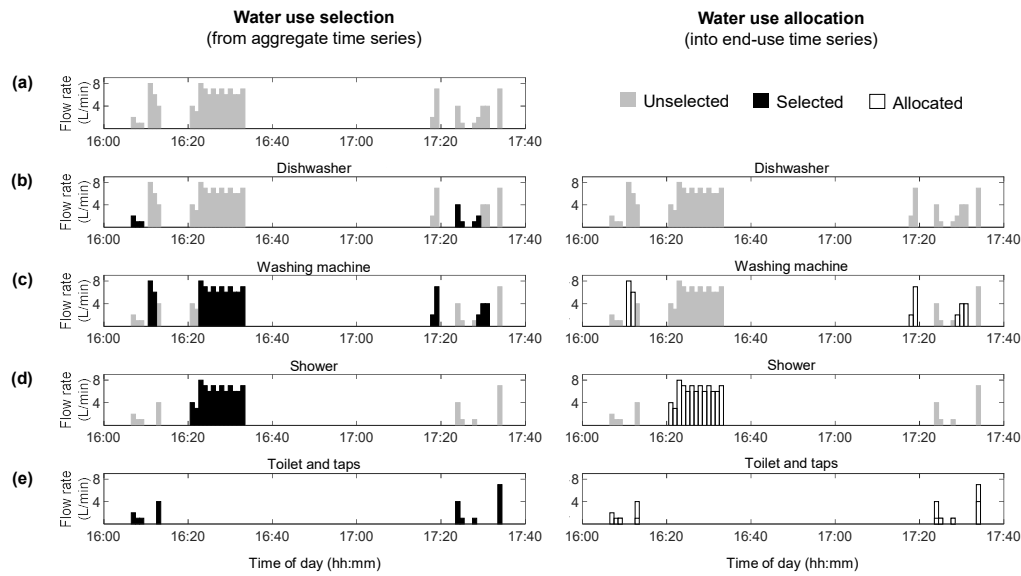 Water use selection
(from aggregate time series)
Water use allocation
(into end-use time series)
Unselected
Selected
Allocated
(a)
Flow rate
(L/min)
8
4
16:00 16:20 16:40 17:00 17:20 17:40
(b)
Dishwasher
Flow rate
(L/min)
8
4
16:00 16:20 16:40 17:00 17:20 17:40
Dishwasher
8
4
16:00 16:20 16:40 17:00 17:20 17:40
(c)
Washing machine
Flow rate
(L/min)
8
4
16:00 16:20 16:40 17:00 17:20 17:40
Washing machine
8
4
16:00 16:20 16:40 17:00 17:20 17:40
(d)
Shower
Flow rate
(L/min)
8
4
16:00 16:20 16:40 17:00 17:20 17:40
Shower
8
4
16:00 16:20 16:40 17:00 17:20 17:40
(e)
Toilet and taps
Flow rate
(L/min)
8
4
16:00 16:20 16:40 17:00 17:20 17:40
Time of day (hh:mm)
Toilet and taps
8
4
16:00 16:20 16:40 17:00 17:20 17:40
Time of day (hh:mm)